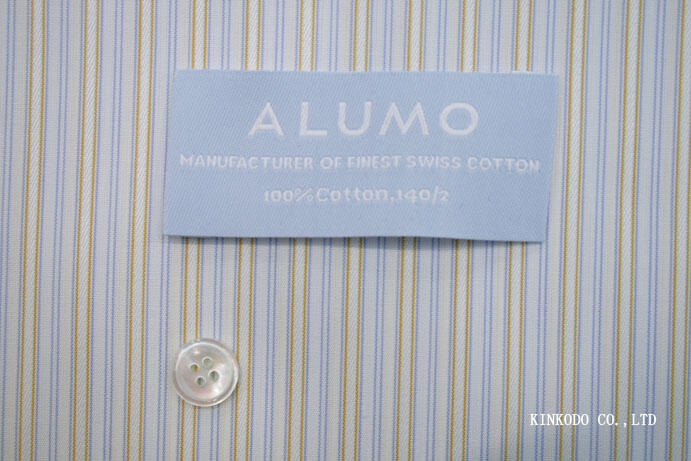 ALUMO
MANUFACTURER OF FINEST SWISS COTTON
100%Cotton,140/2
KINKODO CO.,LTD